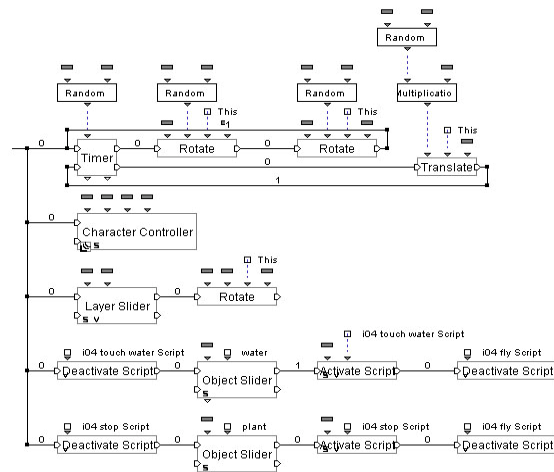 Random
Random
Random
Random
Multiplicatio
This
1
This
This
0
Timer
0
Rotate
0
Rotate
0
Translate
1
0
Character Controller
S
This
0
Layer Slider
S V
0
Rotate
i04 touch water Script
water
i04 touch water Script
i04 fly Script
0
Deactivate Script
V
0
Object Slider
S
1
Activate Script
S V
0
Deactivate Script
V
i04 stop Script
plant
i04 stop Script
i04 fly Script
0
Deactivate Script
V
0
Object Slider
S
0
Activate Script
S V
0
Deactivate Script
V